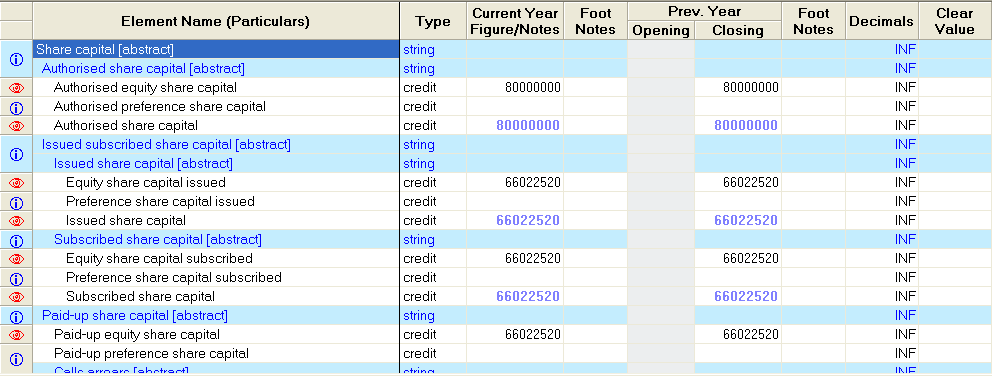 Element Name (Particulars) Type Current Year Figure/Notes Foot Notes Prev. Year Opening Closing Foot Notes Decimals Clear Value
Share capital [abstract] string INF
Authorised share capital [abstract] string INF
Authorised equity share capital credit 80000000 80000000 INF
Authorised preference share capital credit INF
Authorised share capital credit 80000000 80000000 INF
Issued subscribed share capital [abstract] string INF
Issued share capital [abstract] string INF
Equity share capital issued credit 66022520 66022520 INF
Preference share capital issued credit INF
Issued share capital credit 66022520 66022520 INF
Subscribed share capital [abstract] string INF
Equity share capital subscribed credit 66022520 66022520 INF
Preference share capital subscribed credit INF
Subscribed share capital credit 66022520 66022520 INF
Paid-up share capital [abstract] string INF
Paid-up equity share capital credit 66022520 66022520 INF
Paid-up preference share capital credit INF
Calls arrears [abstract] string INF